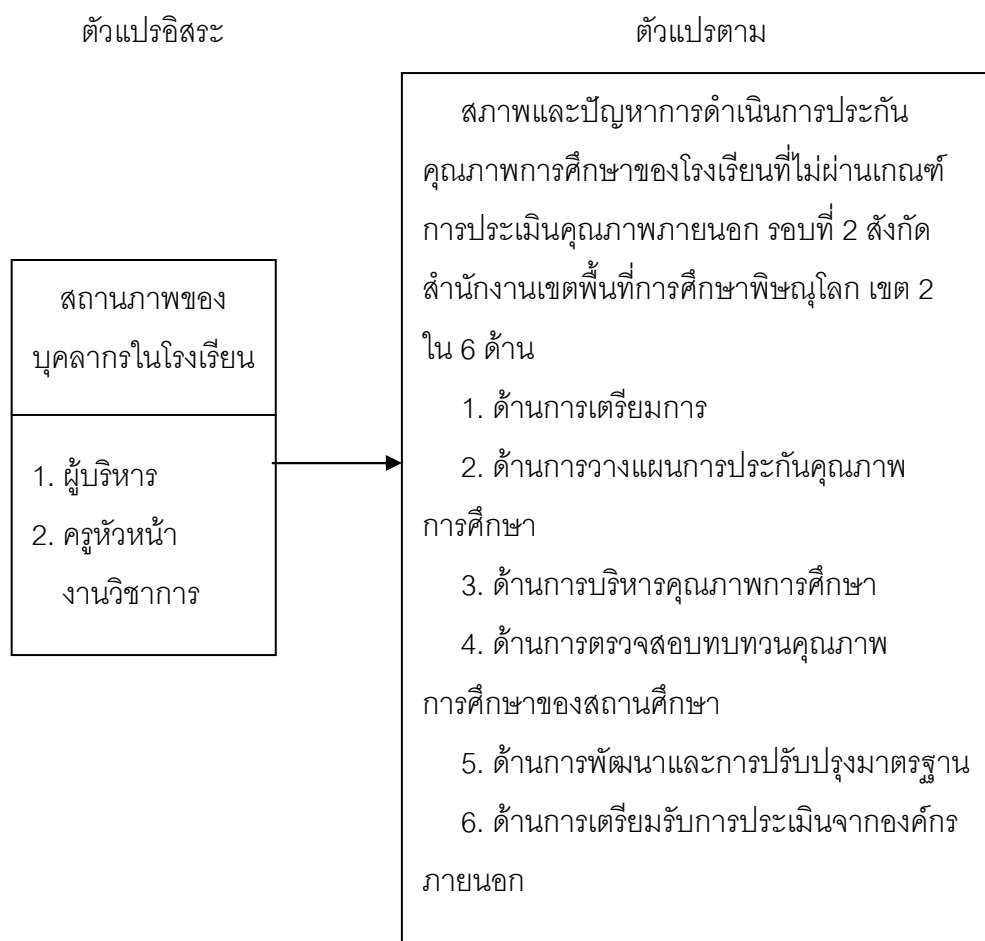 ตัวแปรอิสระ
ตัวแปรตาม
สถานภาพของ
บุคลากรในโรงเรียน
1. ผู้บริหาร
2. ครูหัวหน้า
งานวิชาการ
สภาพและปัญหาการดำเนินการประกัน
คุณภาพการศึกษาของโรงเรียนที่ไม่ผ่านเกณฑ์
การประเมินคุณภาพภายนอก รอบที่ 2 สังกัด
สำนักงานเขตพื้นที่การศึกษาพิษณุโลก เขต 2
ใน 6 ด้าน
1. ด้านการเตรียมการ
2. ด้านการวางแผนการประกันคุณภาพ
การศึกษา
3. ด้านการบริหารคุณภาพการศึกษา
4. ด้านการตรวจสอบทบทวนคุณภาพ
การศึกษาของสถานศึกษา
5. ด้านการพัฒนาและการปรับปรุงมาตรฐาน
6. ด้านการเตรียมรับการประเมินจากองค์กร
ภายนอก